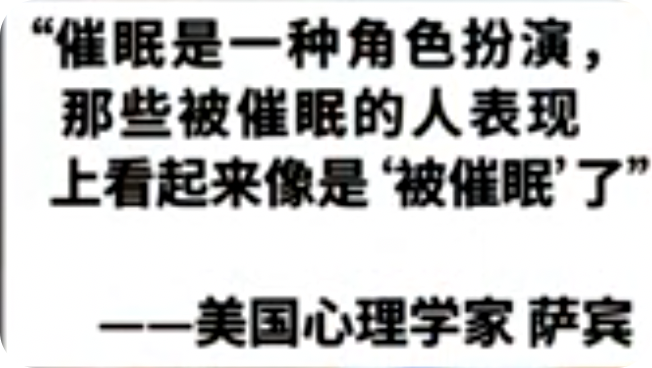 “催眠是一种角色扮演，
那些被催眠的人表现
上看起来像是‘被催眠’了”
——美国心理学家 萨宾